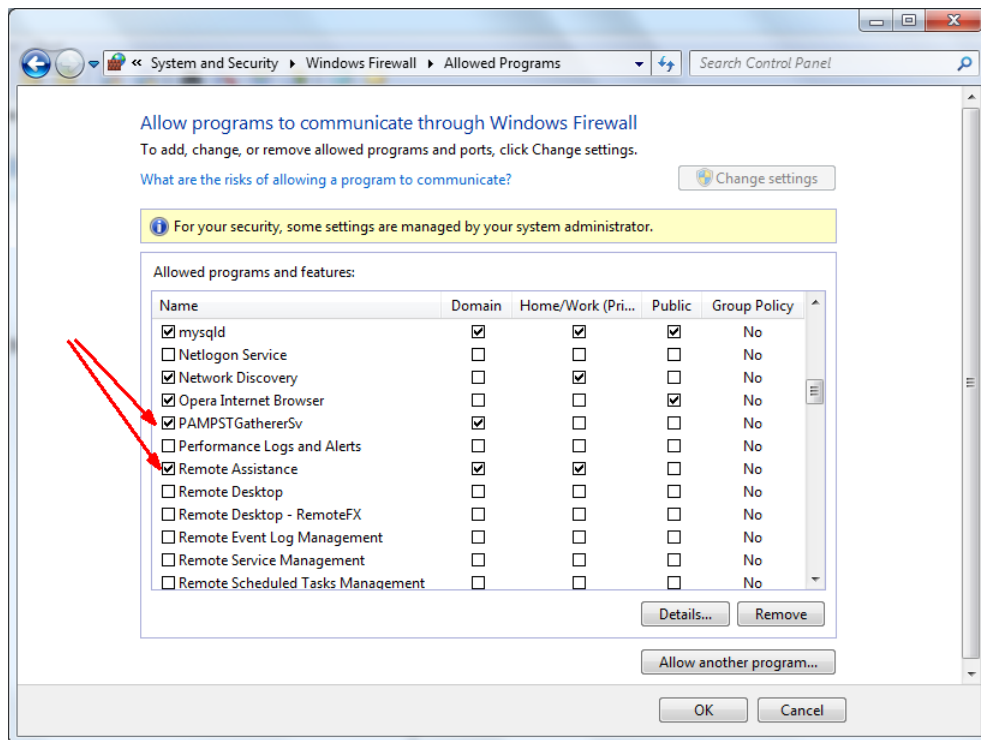 « System and Security Windows Firewall Allowed Programs Search Control Panel
Allow programs to communicate through Windows Firewall
To add, change, or remove allowed programs and ports, click Change settings.
What are the risks of allowing a program to communicate? Change settings
For your security, some settings are managed by your system administrator.
Allowed programs and features:
Name Domain Home/Work (Pri... Public Group Policy
mysqld No
Netlogon Service No
Network Discovery No
Opera Internet Browser No
PAMPSTGathererSv No
Performance Logs and Alerts No
Remote Assistance No
Remote Desktop No
Remote Desktop - RemoteFX No
Remote Event Log Management No
Remote Service Management No
Remote Scheduled Tasks Management No
Details... Remove
Allow another program...
OK Cancel